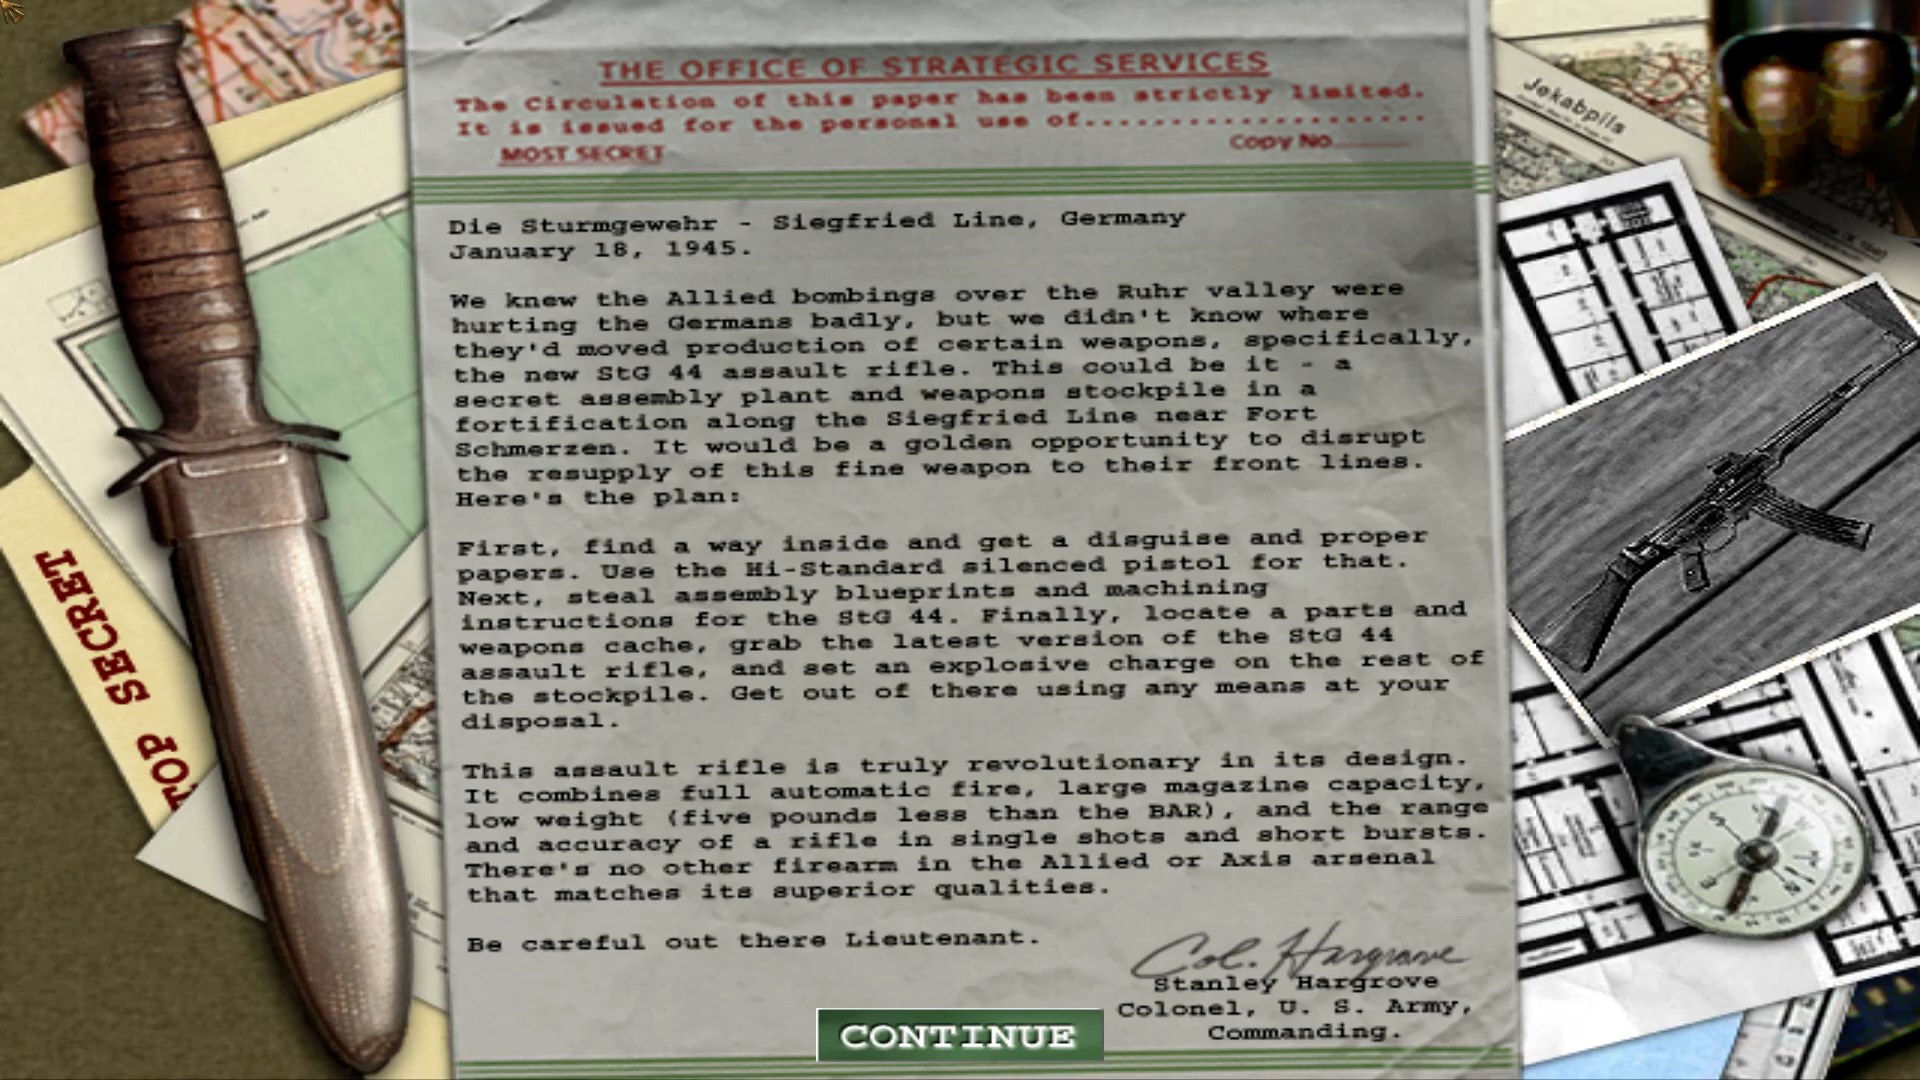 THE OFFICE OF STRATEGIC SERVICES
The Circulation of this paper has been strictly limited.
It is issued for the personal use of.....................
MOST SECRET
Copy No.
Die Sturmgewehr - Siegfried Line, Germany
January 18, 1945.
We knew the Allied bombings over the Ruhr valley were
hurting the Germans badly, but we didn't know where
they'd moved production of certain weapons, specifically,
the new StG 44 assault rifle. This could be it - a
secret assembly plant and weapons stockpile in a
fortification along the Siegfried Line near Fort
Schmerzen. It would be a golden opportunity to disrupt
the resupply of this fine weapon to their front lines.
Here's the plan:
First, find a way inside and get a disguise and proper
papers. Use the Hi-Standard silenced pistol for that.
Next, steal assembly blueprints and machining
instructions for the StG 44. Finally, locate a parts and
weapons cache, grab the latest version of the StG 44
assault rifle, and set an explosive charge on the rest of
the stockpile. Get out of there using any means at your
disposal.
This assault rifle is truly revolutionary in its design.
It combines full automatic fire, large magazine capacity,
low weight (five pounds less than the BAR), and the range
and accuracy of a rifle in single shots and short bursts.
There's no other firearm in the Allied or Axis arsenal
that matches its superior qualities.
Be careful out there Lieutenant.
Col. Hargrove
Stanley Hargrove
Colonel, U. S. Army,
Commanding.
CONTINUE
TOP SECRET
Jekabpils